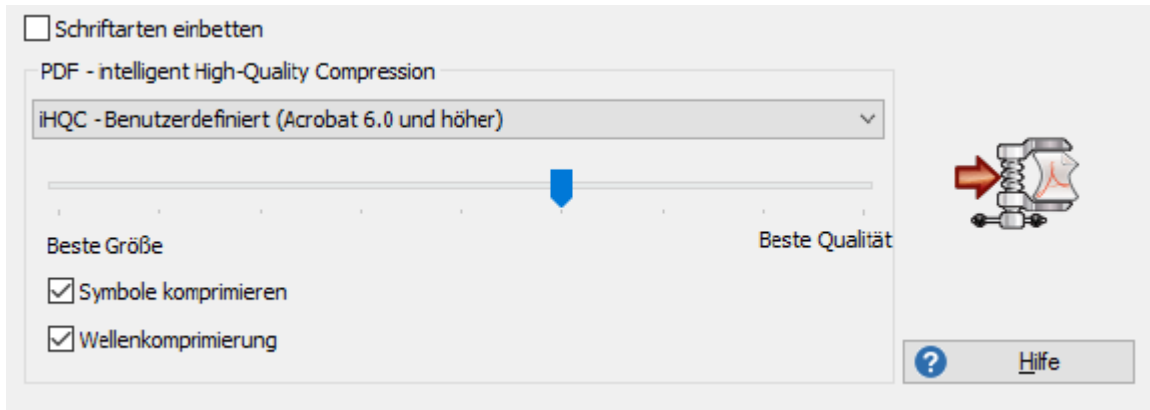 Schriftarten einbetten
PDF - intelligent High-Quality Compression
iHQC - Benutzerdefiniert (Acrobat 6.0 und höher)
Beste Größe
Beste Qualität
Symbole komprimieren
Wellenkomprimierung
? Hilfe